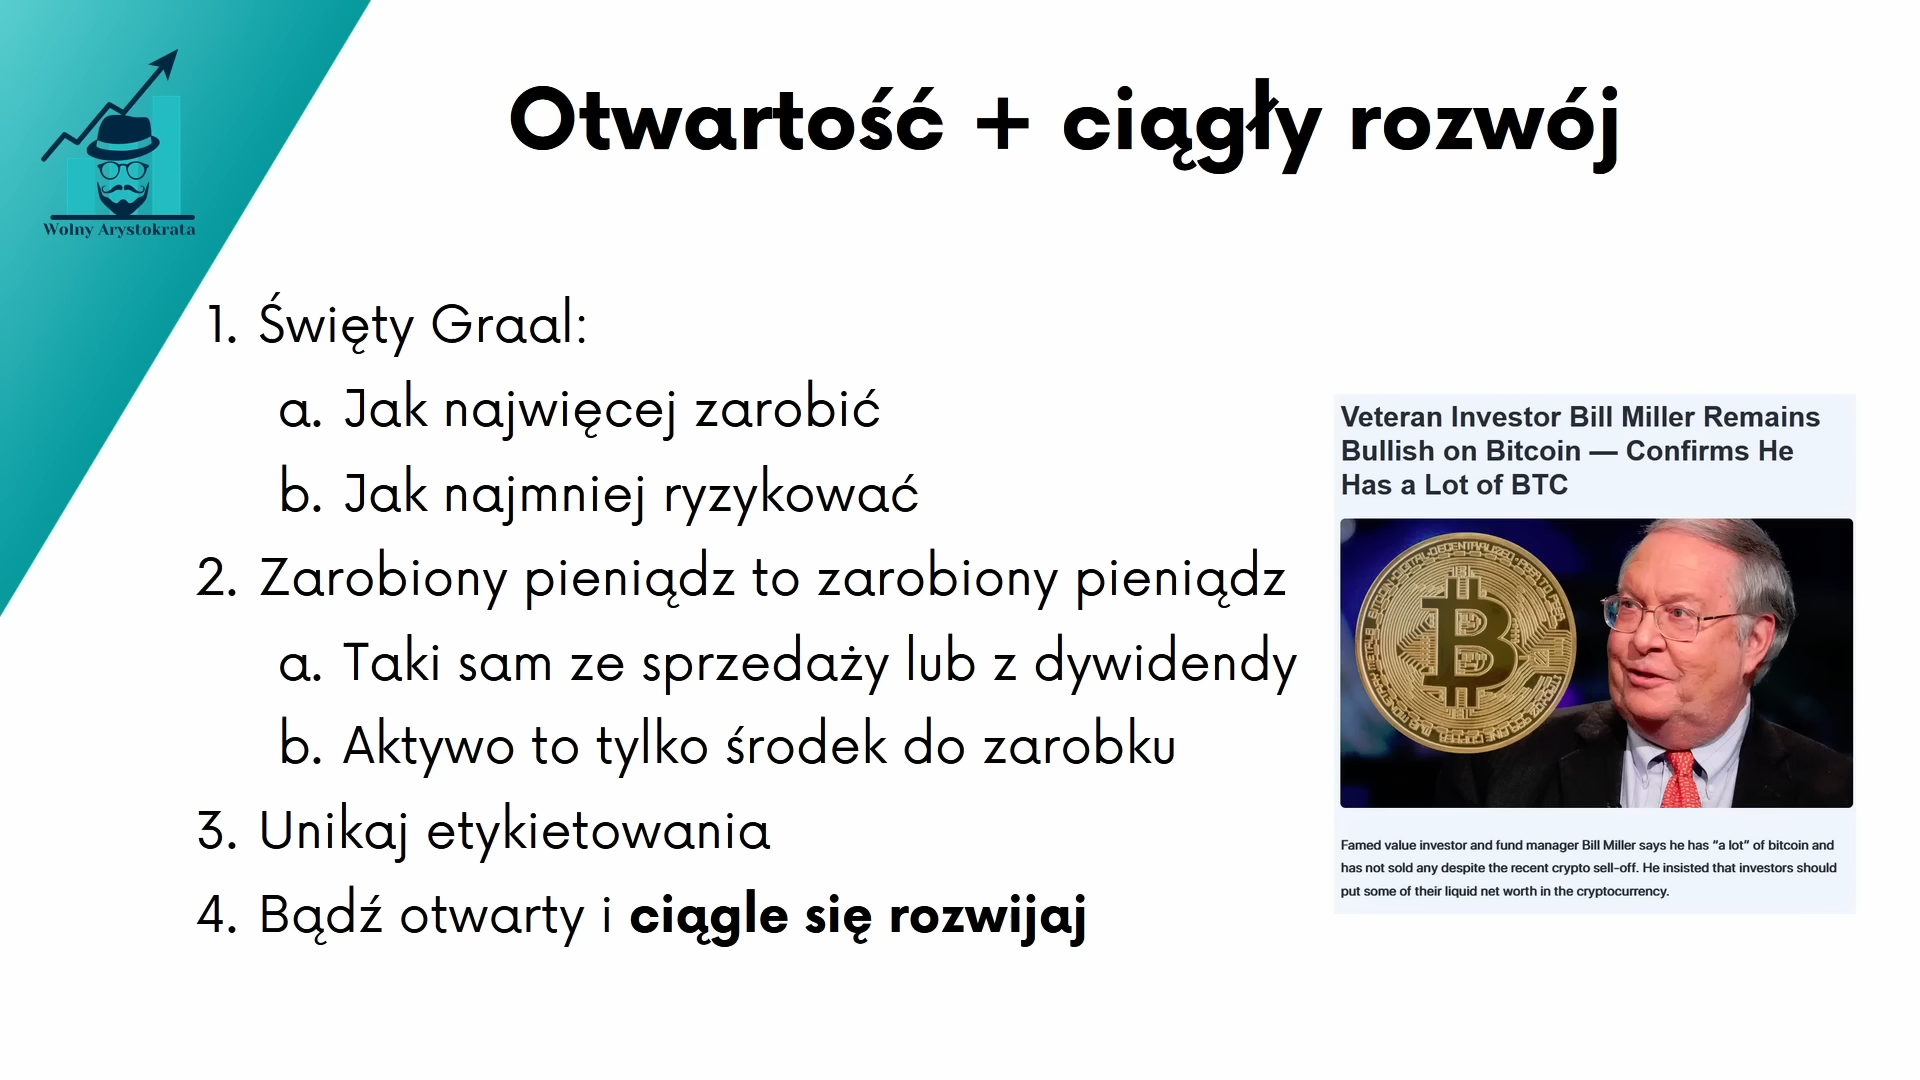 Wolny Arystokrata
Otwartość + ciągły rozwój
1. Święty Graal:
a. Jak najwięcej zarobić
b. Jak najmniej ryzykować
2. Zarobiony pieniądz to zarobiony pieniądz
a. Taki sam ze sprzedaży lub z dywidendy
b. Aktywo to tylko środek do zarobku
3. Unikaj etykietowania
4. Bądź otwarty i ciągle się rozwijaj
Veteran Investor Bill Miller Remains
Bullish on Bitcoin — Confirms He
Has a Lot of BTC
Famed value investor and fund manager Bill Miller says he has "a lot" of bitcoin and
has not sold any despite the recent crypto sell-off. He insisted that investors should
put some of their liquid net worth in the cryptocurrency.